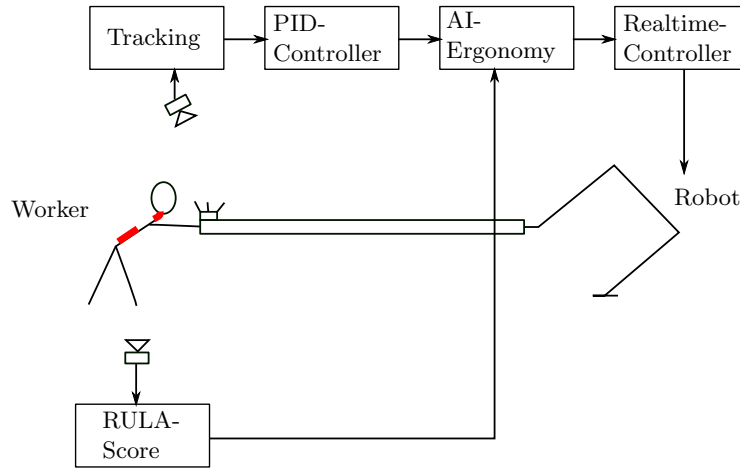 Tracking
PID-
Controller
AI-
Ergonomy
Realtime-
Controller
Worker
Robot
RULA-
Score